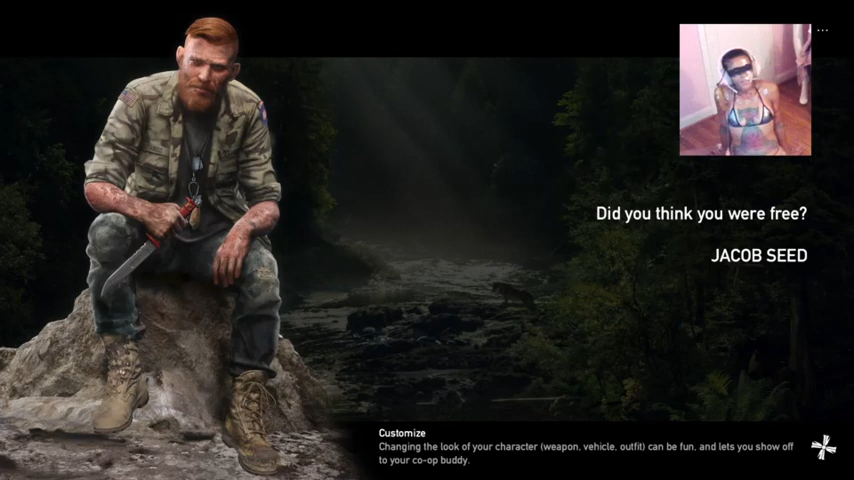 Did you think you were free?
JACOB SEED
Customize
Changing the look of your character (weapon, vehicle, outfit) can be fun, and lets you show off
to your co-op buddy.